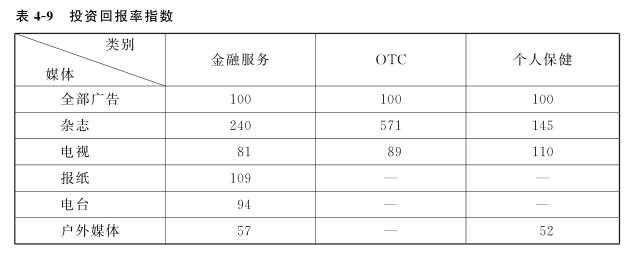 表 4-9 投资回报率指数
类别
媒体 金融服务 OTC 个人保健
全部广告 100 100 100
杂志 240 571 145
电视 81 89 110
报纸 109 — —
电台 94 — —
户外媒体 57 — 52